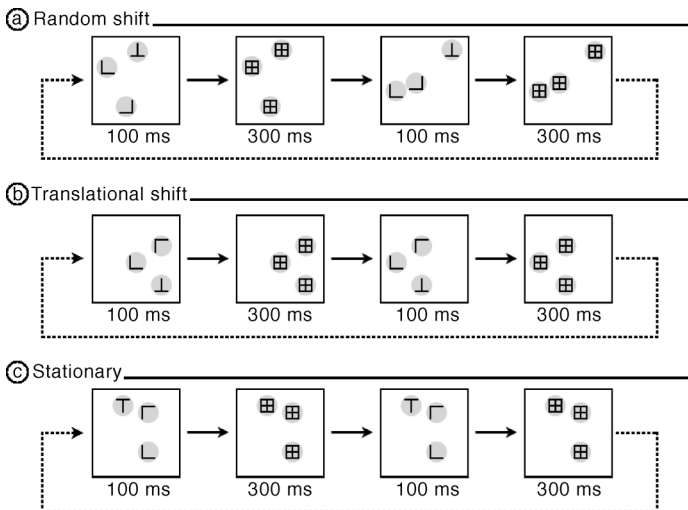 a Random shift
100 ms 300 ms 100 ms 300 ms
b Translational shift
100 ms 300 ms 100 ms 300 ms
c Stationary
100 ms 300 ms 100 ms 300 ms